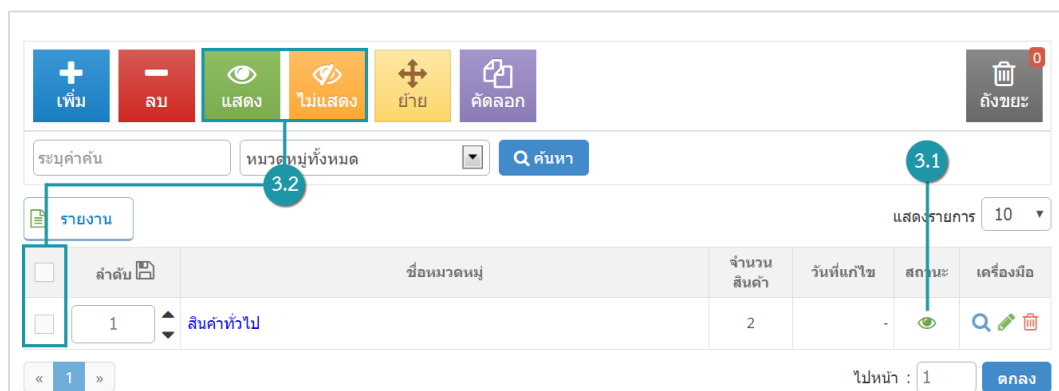 เพิ่ม ลบ แสดง ไม่แสดง ย้าย คัดลอก 0 ถังขยะ
ระบุคำค้น หมวดหมู่ทั้งหมด ค้นหา 3.1
3.2
รายงาน แสดงรายการ 10
ลำดับ ชื่อหมวดหมู่ จำนวน วันที่แก้ไข สถานะ เครื่องมือ
สินค้า
1 สินค้าทั่วไป 2 -
« 1 » ไปหน้า : 1 ตกลง